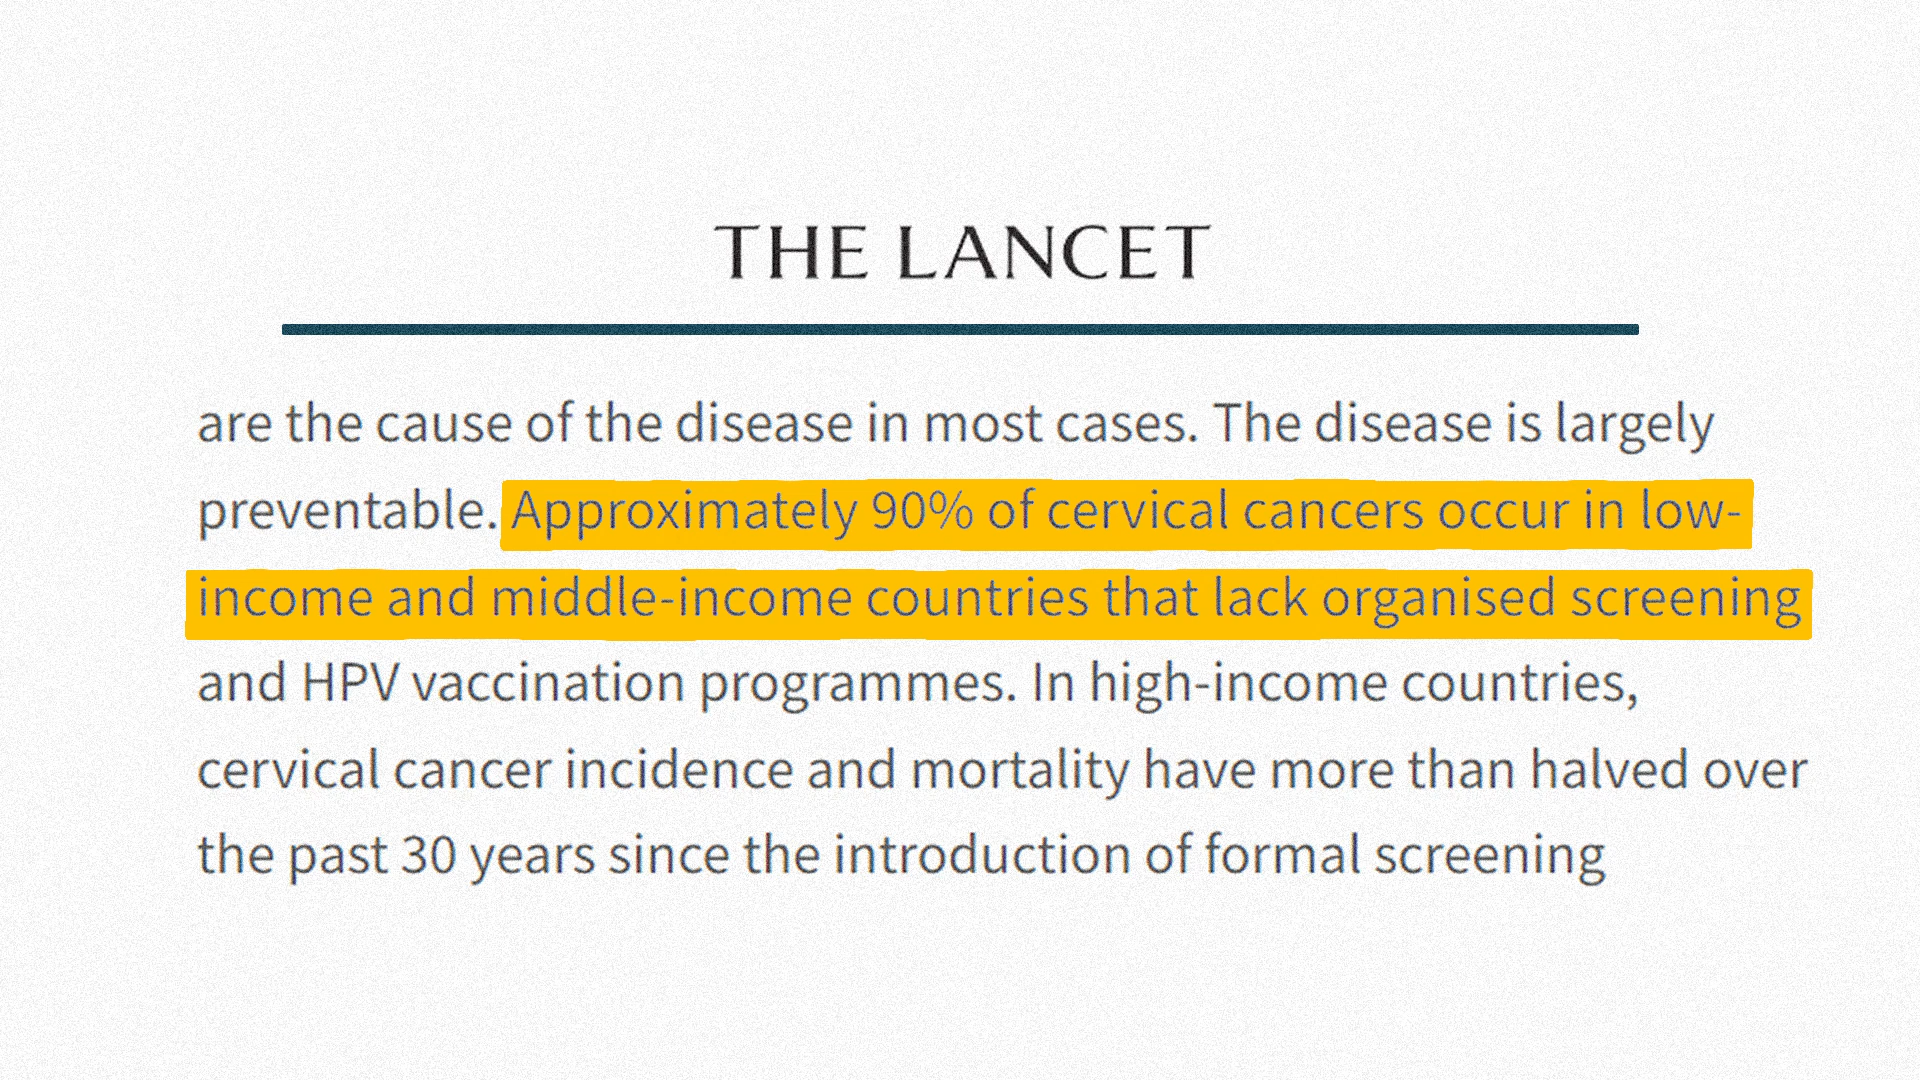 THE LANCET
are the cause of the disease in most cases. The disease is largely
preventable. Approximately 90% of cervical cancers occur in low-
income and middle-income countries that lack organised screening
and HPV vaccination programmes. In high-income countries,
cervical cancer incidence and mortality have more than halved over
the past 30 years since the introduction of formal screening